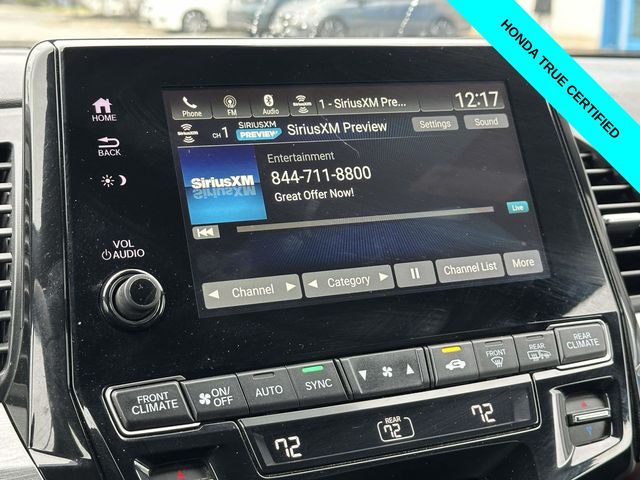 HONDA TRUE CERTIFIED
Phone
FM
Audio
1 - SiriusXM Pre...
12:17
HOME
BACK
VOL
AUDIO
CH 1
SIRIUSXM
PREVIEW
SiriusXM Preview
Settings
Sound
SiriusXM
Entertainment
844-711-8800
Great Offer Now!
Live
Channel
Category
Channel List
More
FRONT
CLIMATE
ON/
OFF
AUTO
SYNC
FRONT
REAR
REAR
CLIMATE
72
REAR
72
72